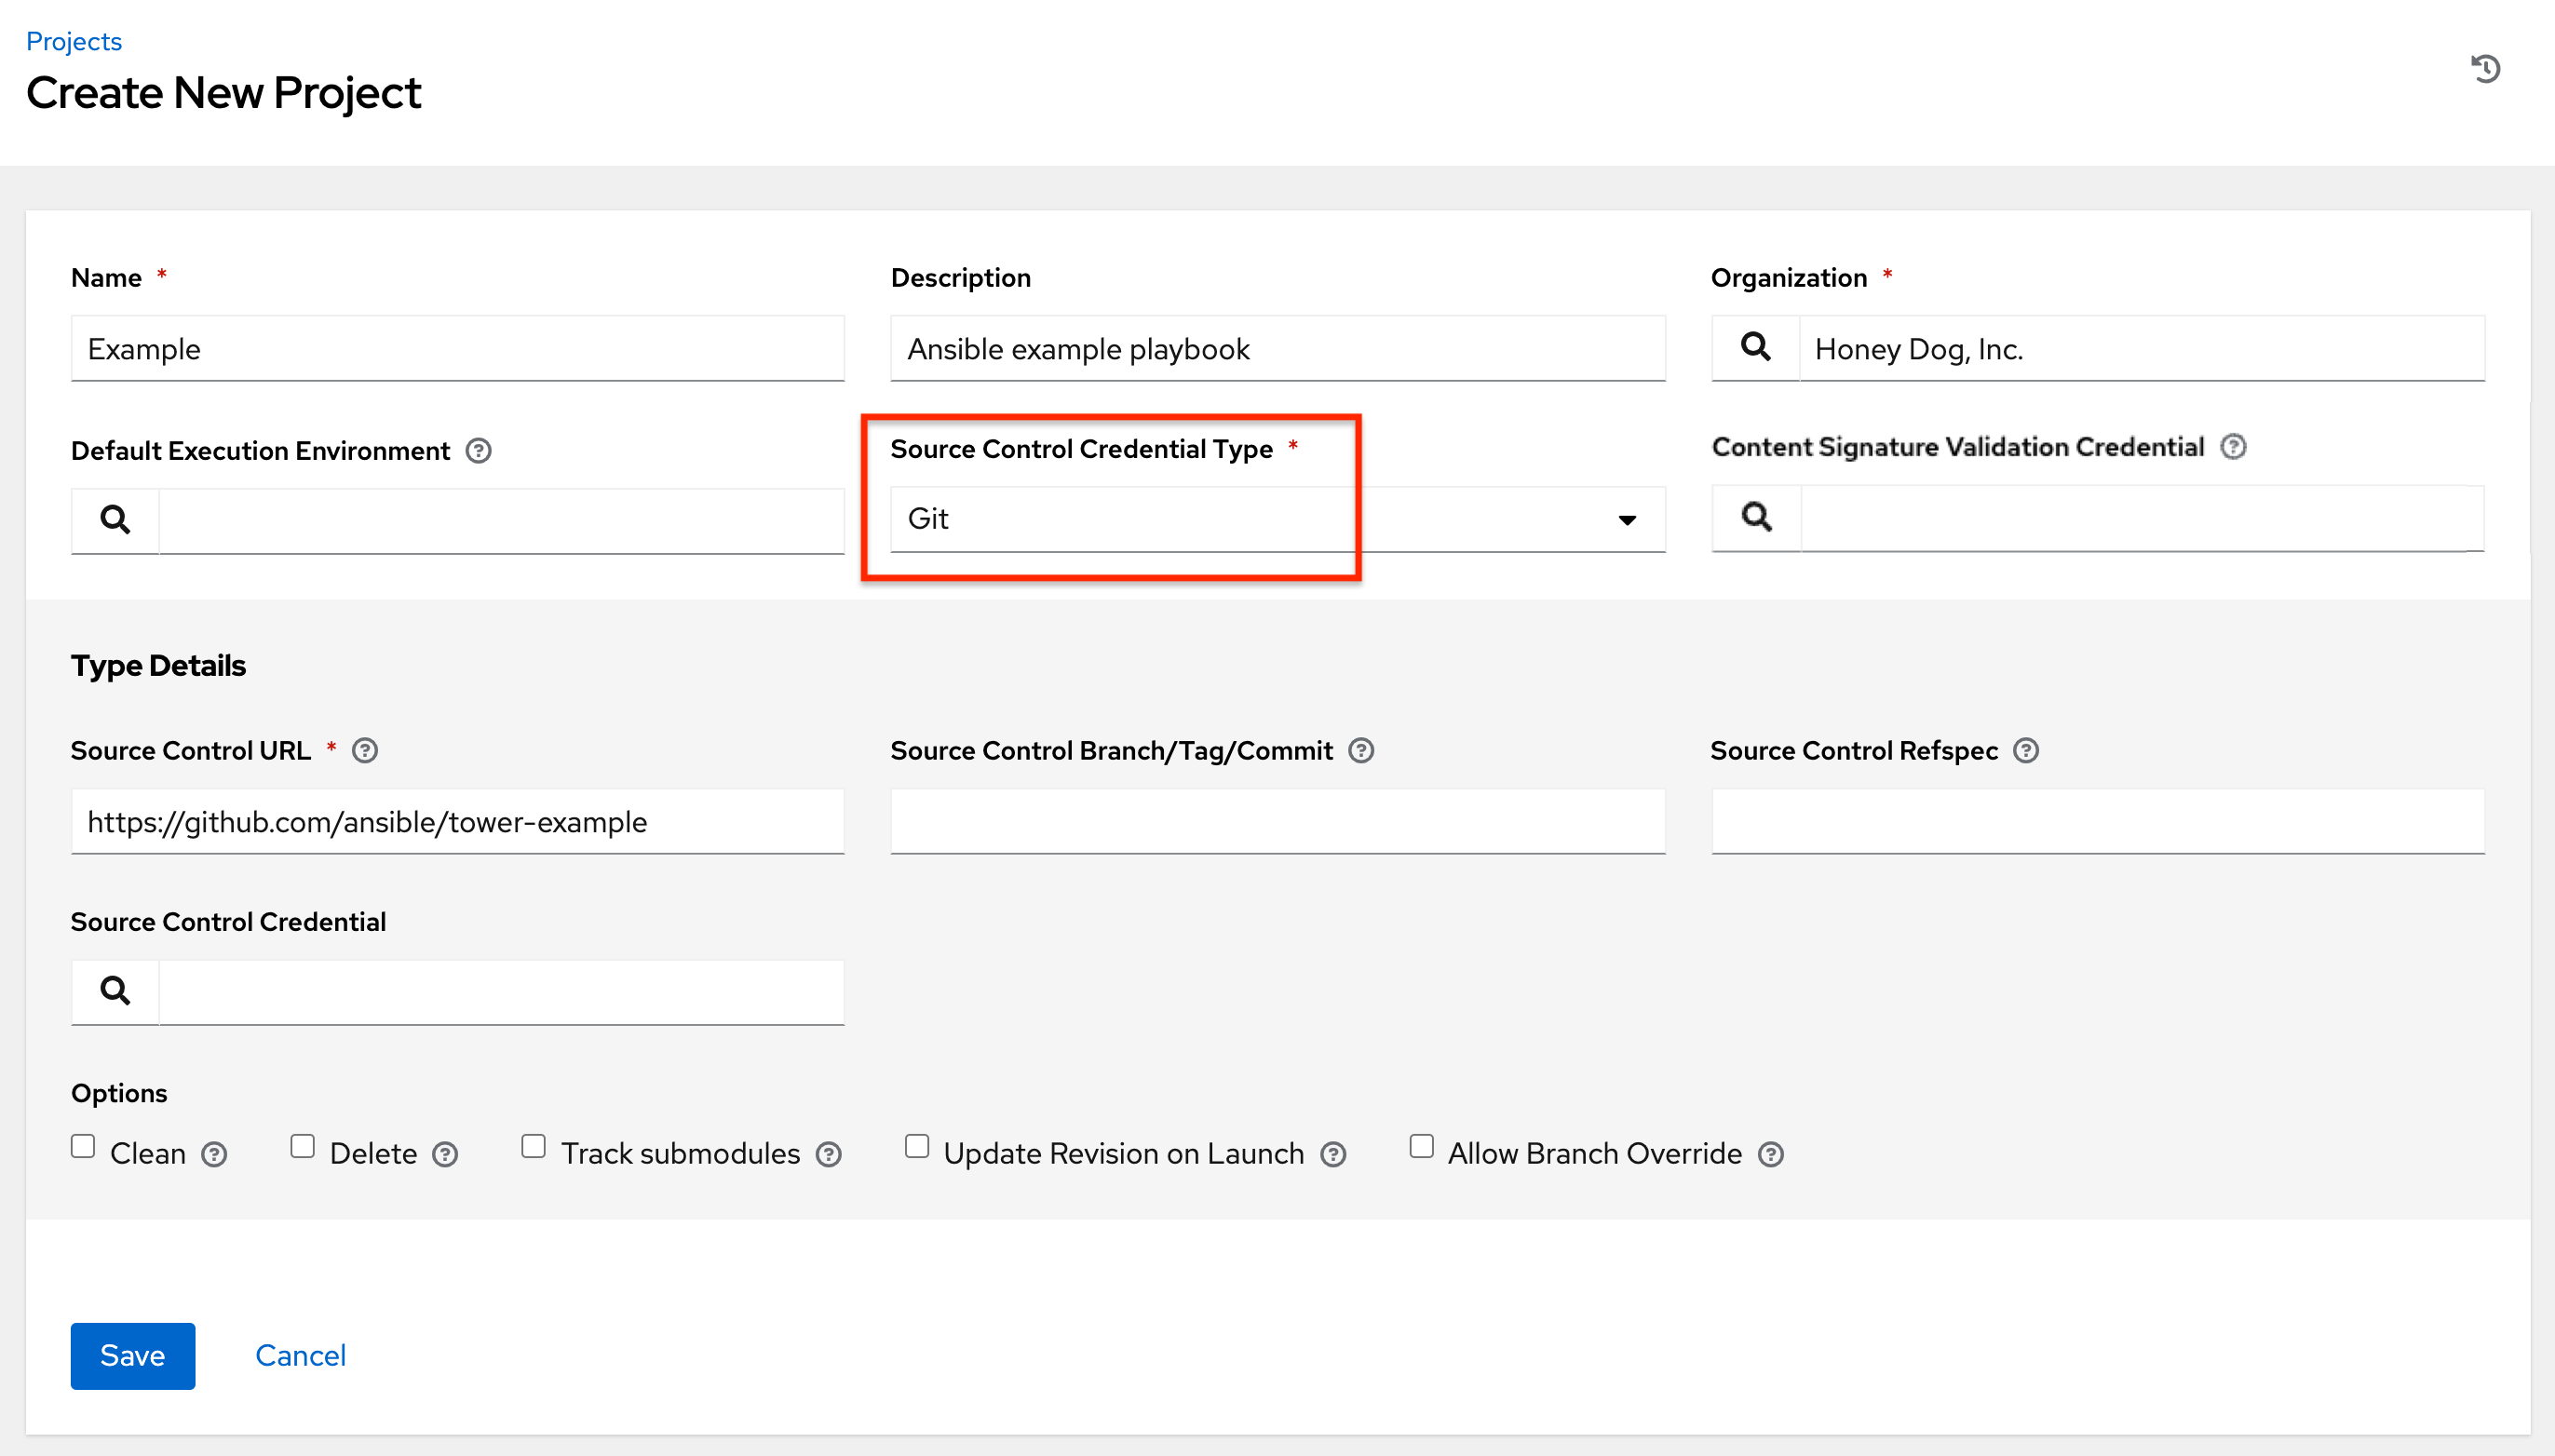 Projects
Create New Project
Name *
Description
Organization *
Example
Ansible example playbook
Honey Dog, Inc.
Default Execution Environment
Source Control Credential Type *
Content Signature Validation Credential
Git
Type Details
Source Control URL *
Source Control Branch/Tag/Commit
Source Control Refspec
https://github.com/ansible/tower-example
Source Control Credential
Options
Clean
Delete
Track submodules
Update Revision on Launch
Allow Branch Override
Save
Cancel